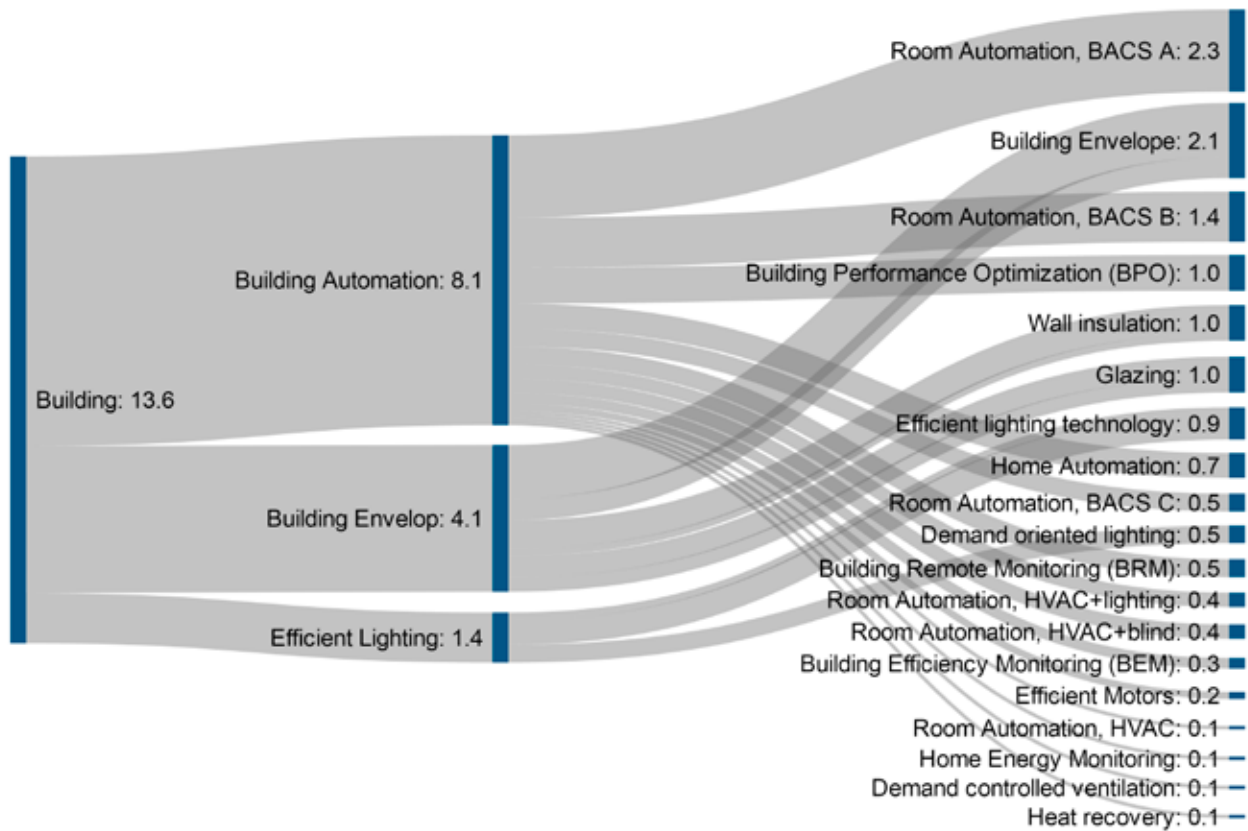 Building: 13.6
Building Automation: 8.1
Building Envelop: 4.1
Efficient Lighting: 1.4
Room Automation, BACS A: 2.3
Building Envelope: 2.1
Room Automation, BACS B: 1.4
Building Performance Optimization (BPO): 1.0
Wall insulation: 1.0
Glazing: 1.0
Efficient lighting technology: 0.9
Home Automation: 0.7
Room Automation, BACS C: 0.5
Demand oriented lighting: 0.5
Building Remote Monitoring (BRM): 0.5
Room Automation, HVAC+lighting: 0.4
Room Automation, HVAC+blind: 0.4
Building Efficiency Monitoring (BEM): 0.3
Efficient Motors: 0.2
Room Automation, HVAC: 0.1
Home Energy Monitoring: 0.1
Demand controlled ventilation: 0.1
Heat recovery: 0.1